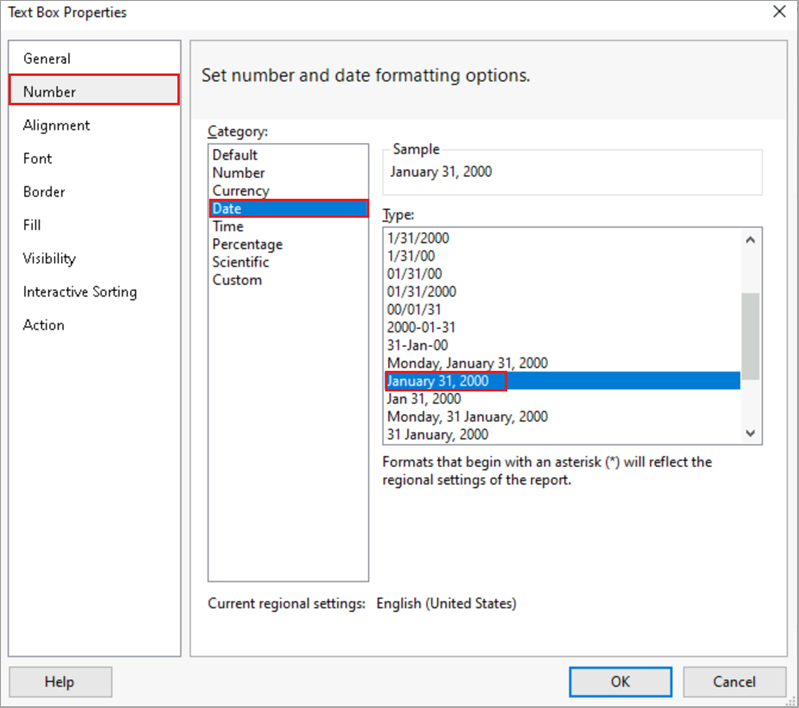 Text Box Properties
General
Number
Alignment
Font
Border
Fill
Visibility
Interactive Sorting
Action
Set number and date formatting options.
Category:
Default
Number
Currency
Date
Time
Percentage
Scientific
Custom
Sample
January 31, 2000
Type:
1/31/2000
1/31/00
01/31/00
01/31/2000
00/01/31
2000-01-31
31-Jan-00
Monday, January 31, 2000
January 31, 2000
Jan 31, 2000
Monday, 31 January, 2000
31 January, 2000
Formats that begin with an asterisk (*) will reflect the
regional settings of the report.
Current regional settings: English (United States)
Help
OK
Cancel